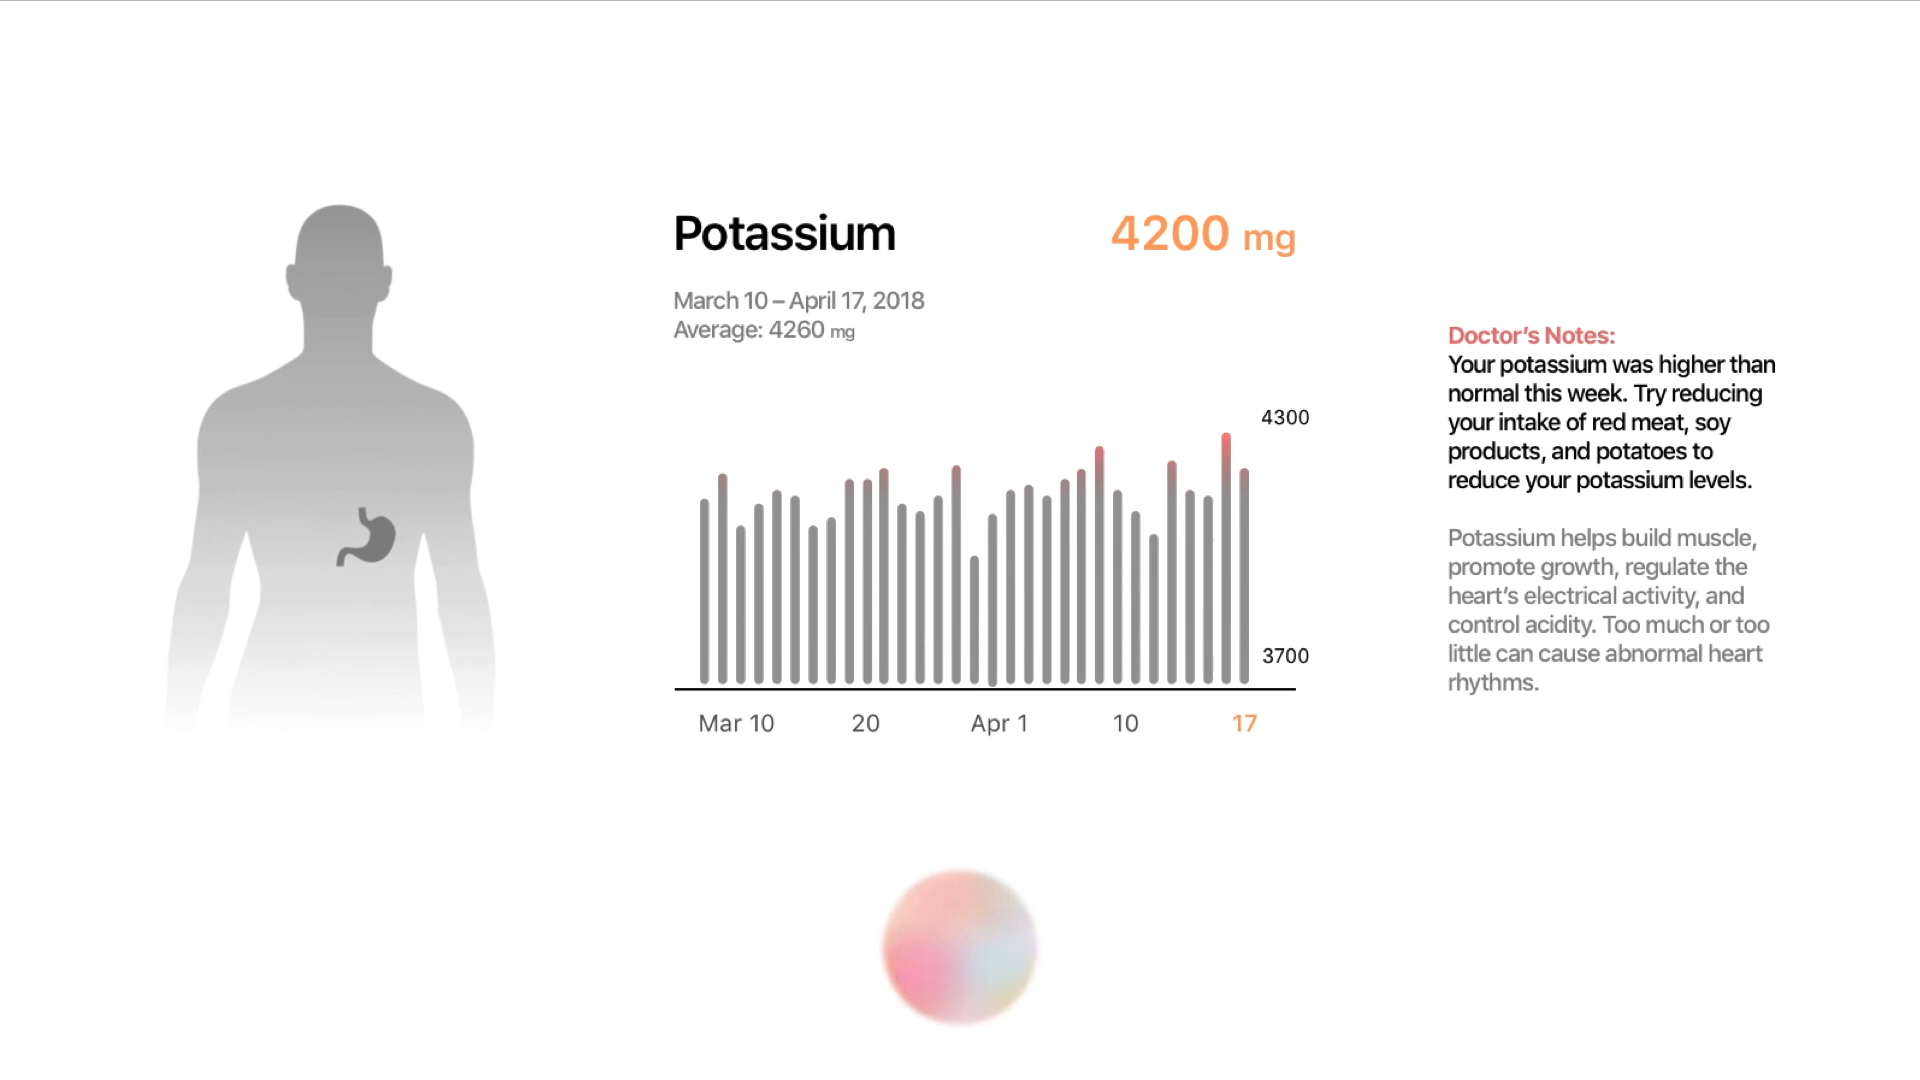 Potassium
4200 mg
March 10 – April 17, 2018
Average: 4260 mg
4300
3700
Mar 10
20
Apr 1
10
17
Doctor’s Notes:
Your potassium was higher than
normal this week. Try reducing
your intake of red meat, soy
products, and potatoes to
reduce your potassium levels.
Potassium helps build muscle,
promote growth, regulate the
heart’s electrical activity, and
control acidity. Too much or too
little can cause abnormal heart
rhythms.